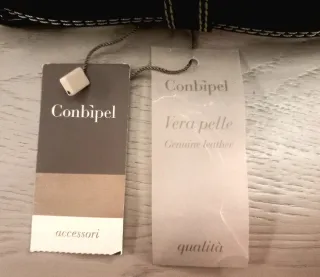 Conbipel
accessori
Conbipel
Vera pelle
Genuine leather
qualità